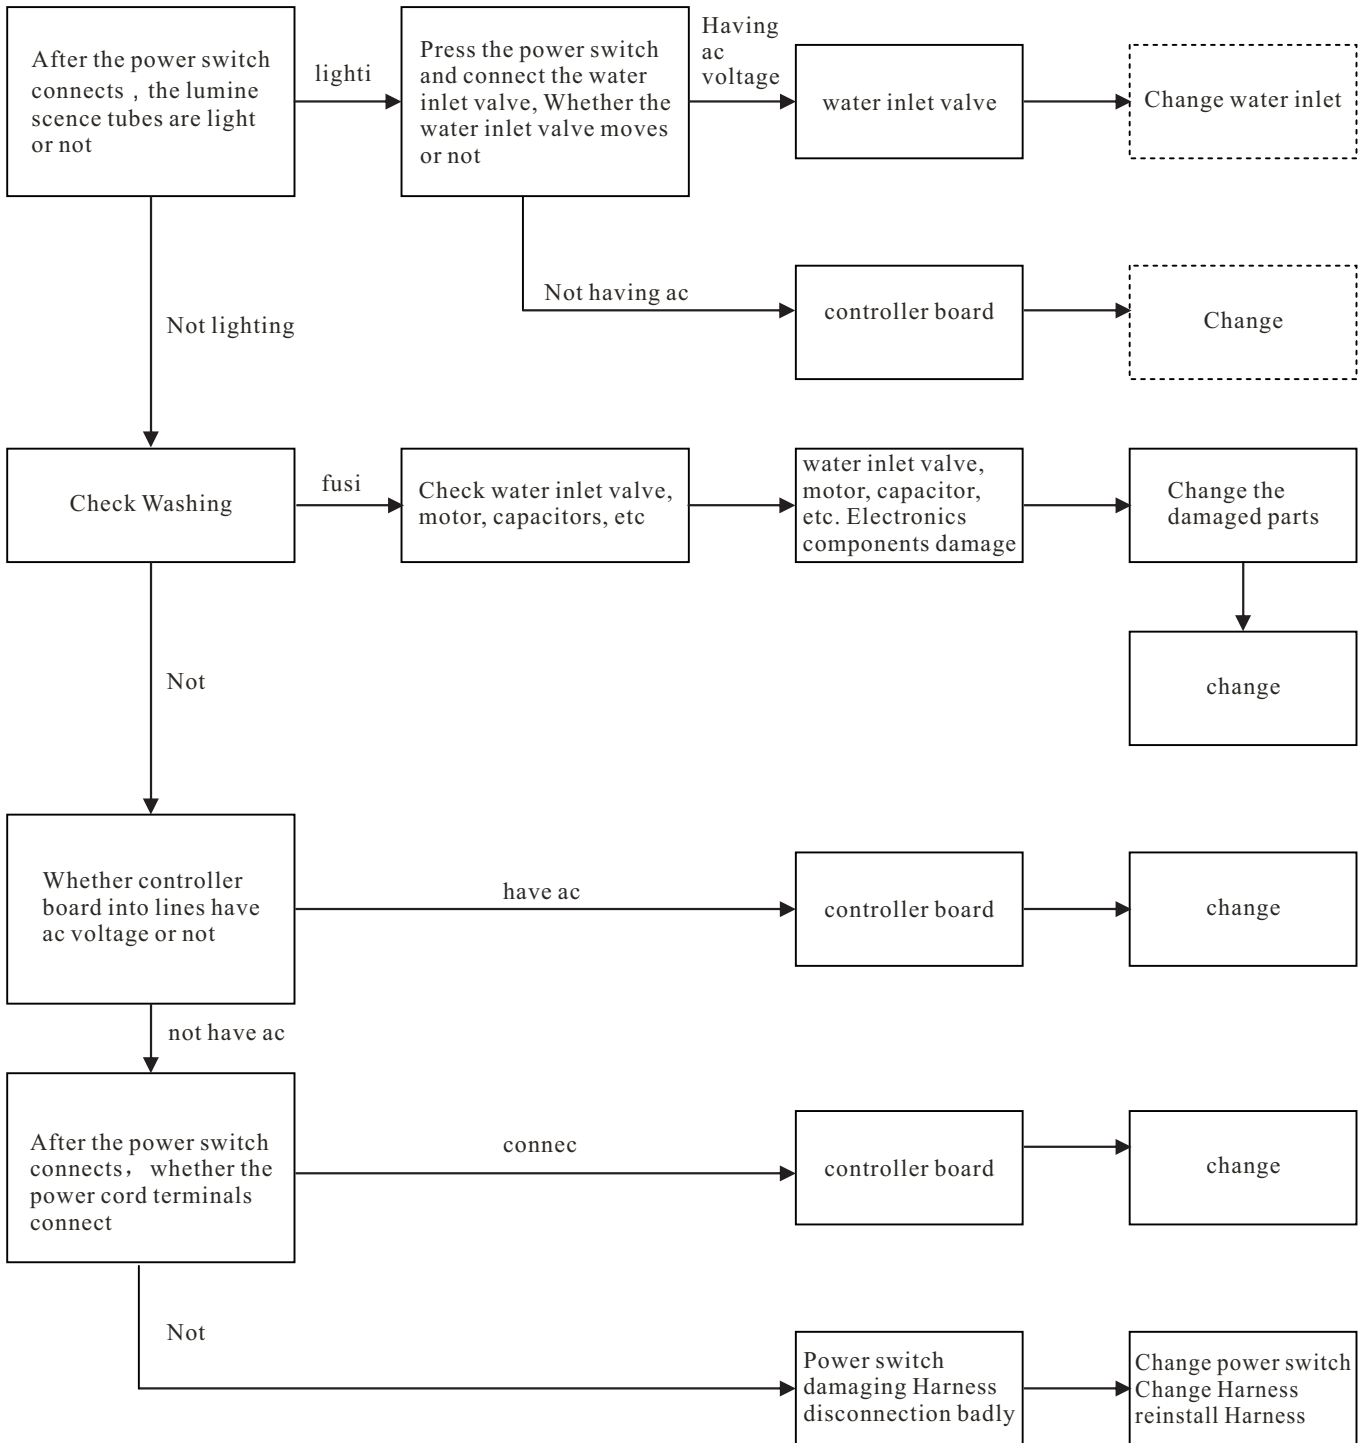 After the power switch
connects , the lumine
scence tubes are light
or not
lighti
Press the power switch
and connect the water
inlet valve, Whether the
water inlet valve moves
or not
Having
ac
voltage
water inlet valve
Change water inlet
Not having ac
controller board
Change
Not lighting
Check Washing
fusi
Check water inlet valve,
motor, capacitors, etc
water inlet valve,
motor, capacitor,
etc. Electronics
components damage
Change the
damaged parts
change
Not
Whether controller
board into lines have
ac voltage or not
have ac
controller board
change
not have ac
After the power switch
connects， whether the
power cord terminals
connect
connec
controller board
change
Not
Power switch
damaging Harness
disconnection badly
Change power switch
Change Harness
reinstall Harness